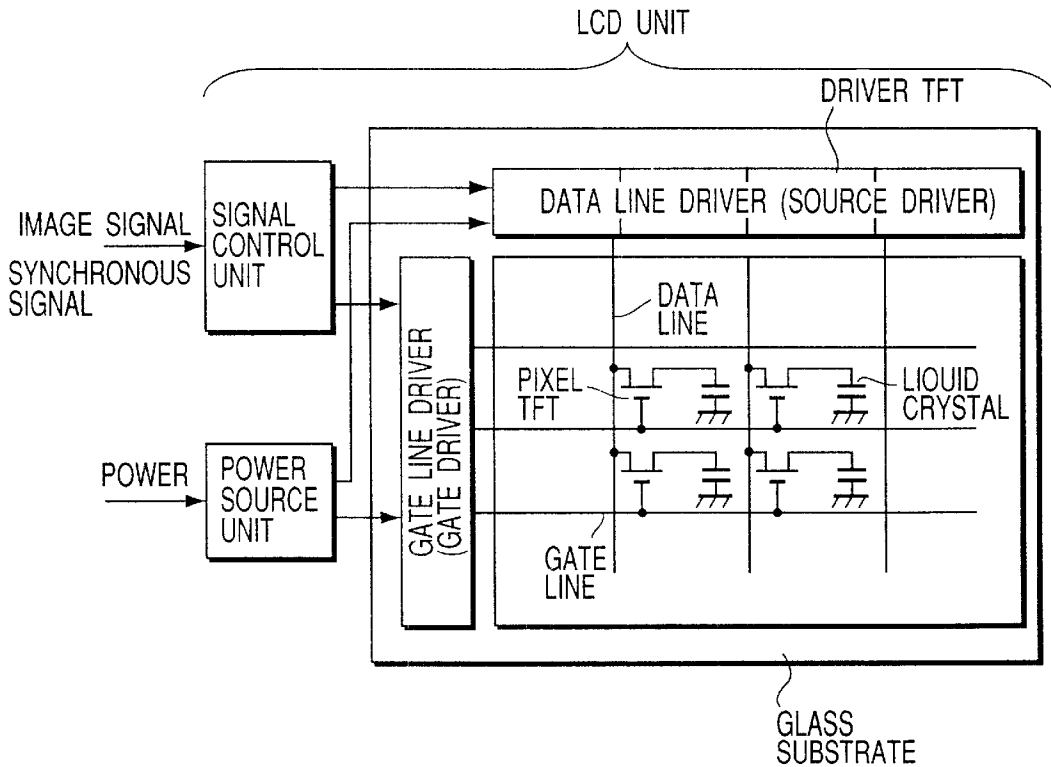 LCD UNIT
DRIVER TFT
DATA LINE DRIVER (SOURCE DRIVER)
IMAGE SIGNAL
SYNCHRONOUS
SIGNAL
SIGNAL
CONTROL
UNIT
DATA
LINE
GATE LINE DRIVER
(GATE DRIVER)
PIXEL
TFT
LIOUID
CRYSTAL
POWER
POWER
SOURCE
UNIT
GATE
LINE
GLASS
SUBSTRATE